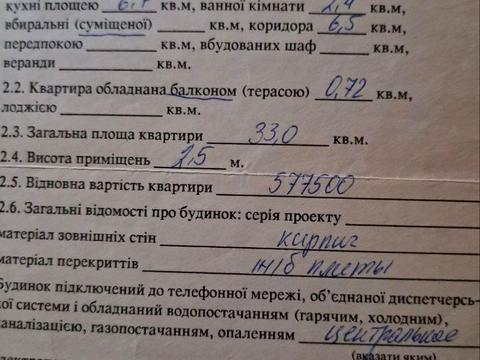 кухні площею 6,7 кв.м, ванної кімнати 2,4 кв.м,
вбиральні (суміщеної) кв.м, коридора 6,5 кв.м,
передпокою кв.м, вбудованих шаф кв.м,
веранди кв.м.
2.2. Квартира обладнана балконом (терасою) 0,72 кв.м,
лоджією кв.м.
2.3. Загальна площа квартири 33,0 кв.м.
2.4. Висота приміщень 2,5 м.
2.5. Відновна вартість квартири 577500
2.6. Загальні відомості про будинок: серія проекту
матеріал зовнішніх стін кирпич
матеріал перекриттів ж/б плиты
Будинок підключений до телефонної мережі, об'єднаної диспетчерсь-
кої системи і обладнаний водопостачанням (гарячим, холодним),
каналізацією, газопостачанням, опаленням центральное
(вказати яким)